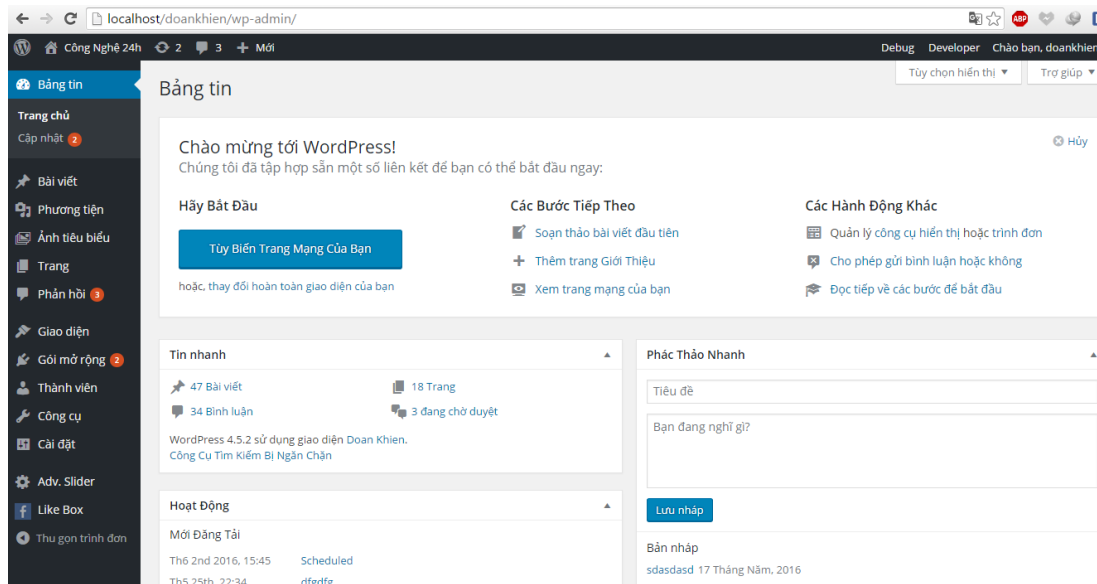 localhost/doankhien/wp-admin/
ABP
Công Nghệ 24h 2 3 + Mới Debug Developer Chào bạn, doankhien
Tùy chọn hiển thị ▼ Trợ giúp ▼
Bảng tin
Trang chủ
Cập nhật 2
Bài viết
Phương tiện
Ảnh tiêu biểu
Trang
Phản hồi 3
Giao diện
Gói mở rộng 2
Thành viên
Công cụ
Cài đặt
Adv. Slider
Like Box
Thu gọn trình đơn
Bảng tin
Chào mừng tới WordPress!
Hủy
Chúng tôi đã tập hợp sẵn một số liên kết để bạn có thể bắt đầu ngay:
Hãy Bắt Đầu
Tùy Biến Trang Mạng Của Bạn
hoặc, thay đổi hoàn toàn giao diện của bạn
Các Bước Tiếp Theo
Soạn thảo bài viết đầu tiên
Thêm trang Giới Thiệu
Xem trang mạng của bạn
Các Hành Động Khác
Quản lý công cụ hiển thị hoặc trình đơn
Cho phép gửi bình luận hoặc không
Đọc tiếp về các bước để bắt đầu
Tin nhanh
47 Bài viết 18 Trang
34 Bình luận 3 đang chờ duyệt
WordPress 4.5.2 sử dụng giao diện Doan Khien.
Công Cụ Tìm Kiếm Bị Ngăn Chặn
Hoạt Động
Mới Đăng Tải
Th6 2nd 2016, 15:45 Scheduled
Th5 25th, 22:34 dfgdfg
Phác Thảo Nhanh
Tiêu đề
Bạn đang nghĩ gì?
Lưu nháp
Bản nháp
sdasdasd 17 Tháng Năm, 2016